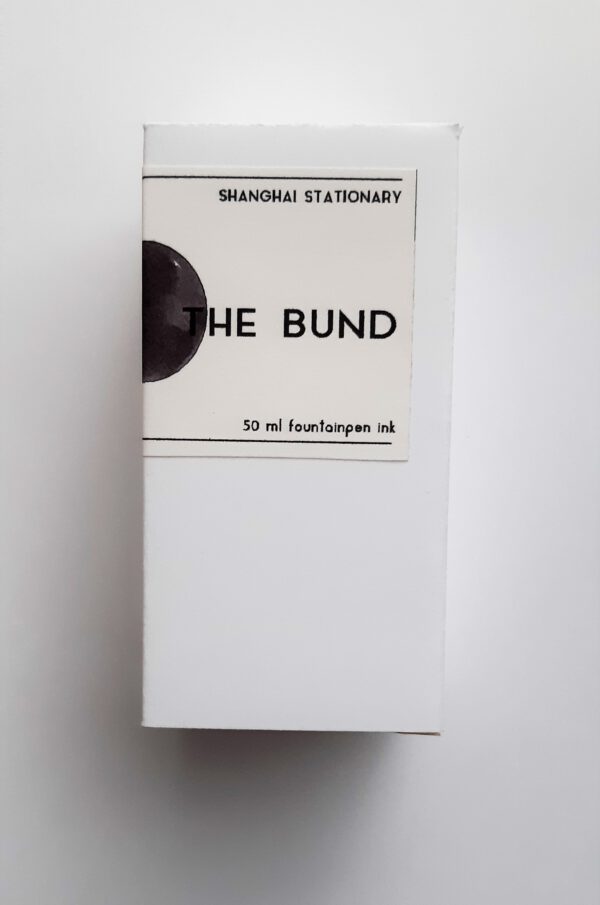 SHANGHAI STATIONARY
THE BUND
50 ml fountainpen ink